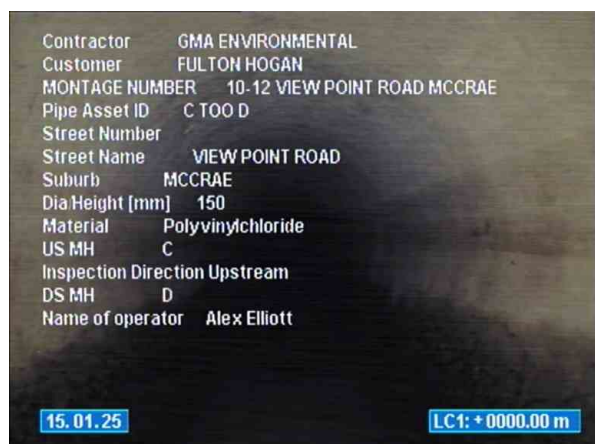 Contractor GMA ENVIRONMENTAL
Customer FULTON HOGAN
MONTAGE NUMBER 10-12 VIEW POINT ROAD MCCRAE
Pipe Asset ID C TOO D
Street Number
Street Name VIEW POINT ROAD
Suburb MCCRAE
Dia/Height [mm] 150
Material Polyvinylchloride
US MH C
Inspection Direction Upstream
DS MH D
Name of operator Alex Elliott
15.01.25 LC1: +0000.00 m